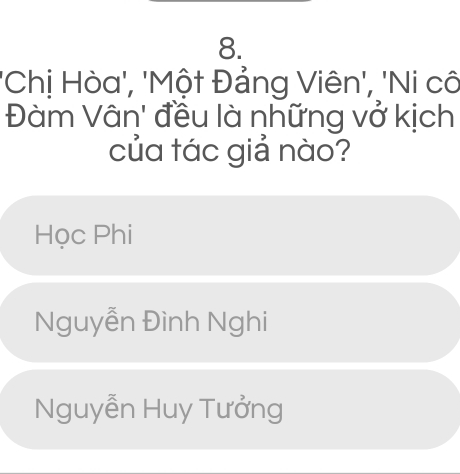 8.
'Chị Hòa', 'Một Đảng Viên', 'Ni cô
Đàm Vân' đều là những vở kịch
của tác giả nào?
Học Phi
Nguyễn Đình Nghi
Nguyễn Huy Tưởng